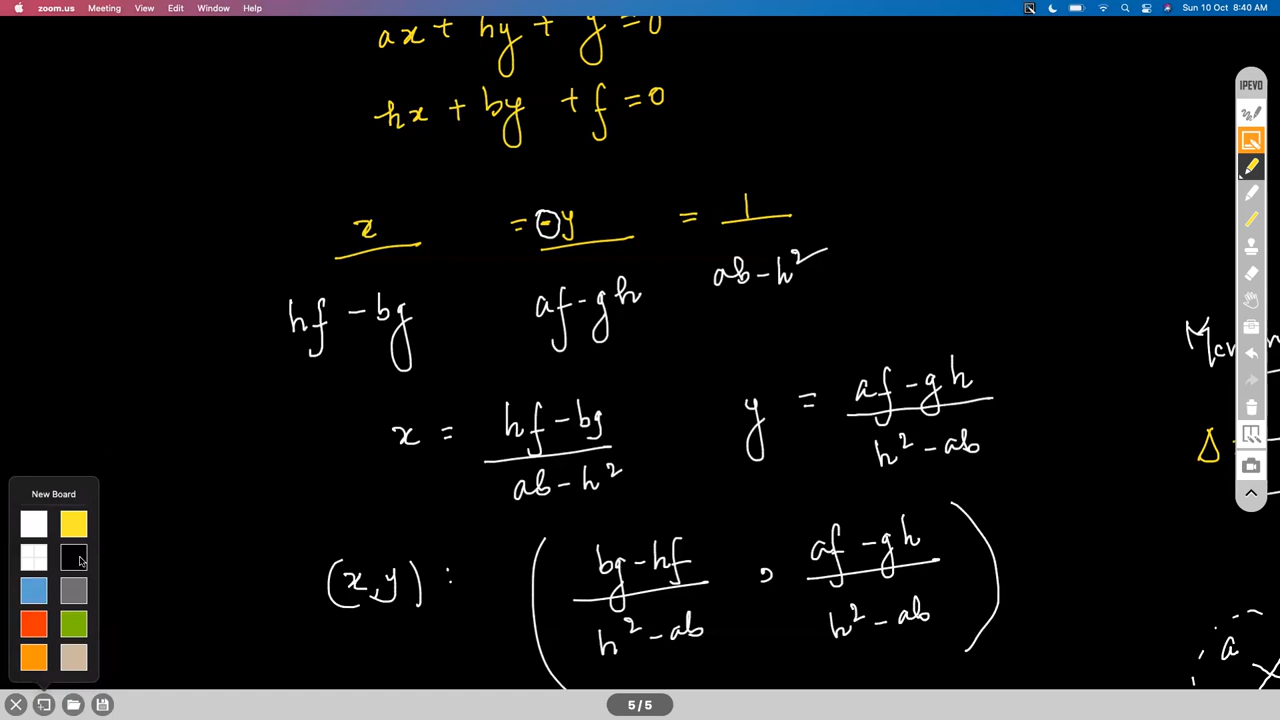 zoom.us Meeting View Edit Window Help Sun 10 Oct 8:40 AM
ax + hy + g = 0
hx + by + f = 0
IPEVO
x = -y = 1
hf - bg af - gh ab - h²
x = hf - bg / ab - h² y = af - gh / h² - ab
New Board
(x,y) : ( bg - hf / h² - ab , af - gh / h² - ab )
Δ
a
5/5